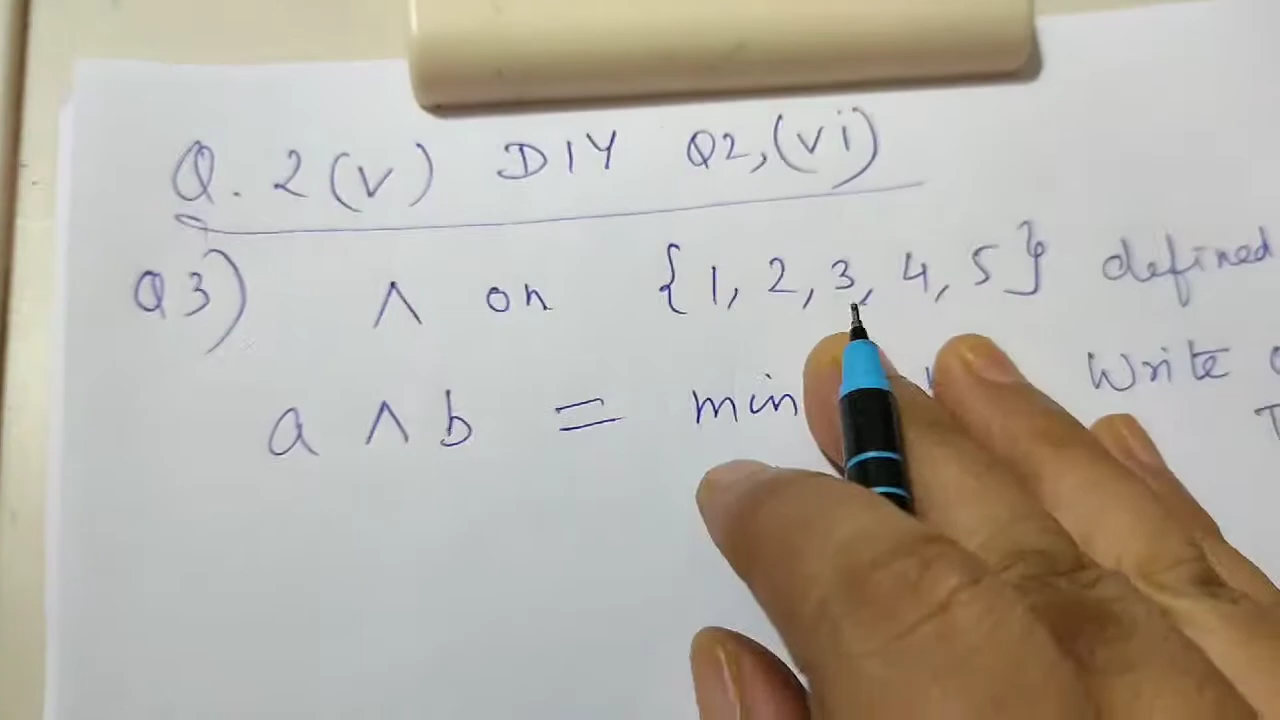 Q. 2(v) DIY Q2,(vi)
Q3) ∧ on {1, 2, 3, 4, 5} defined
a ∧ b = min Write